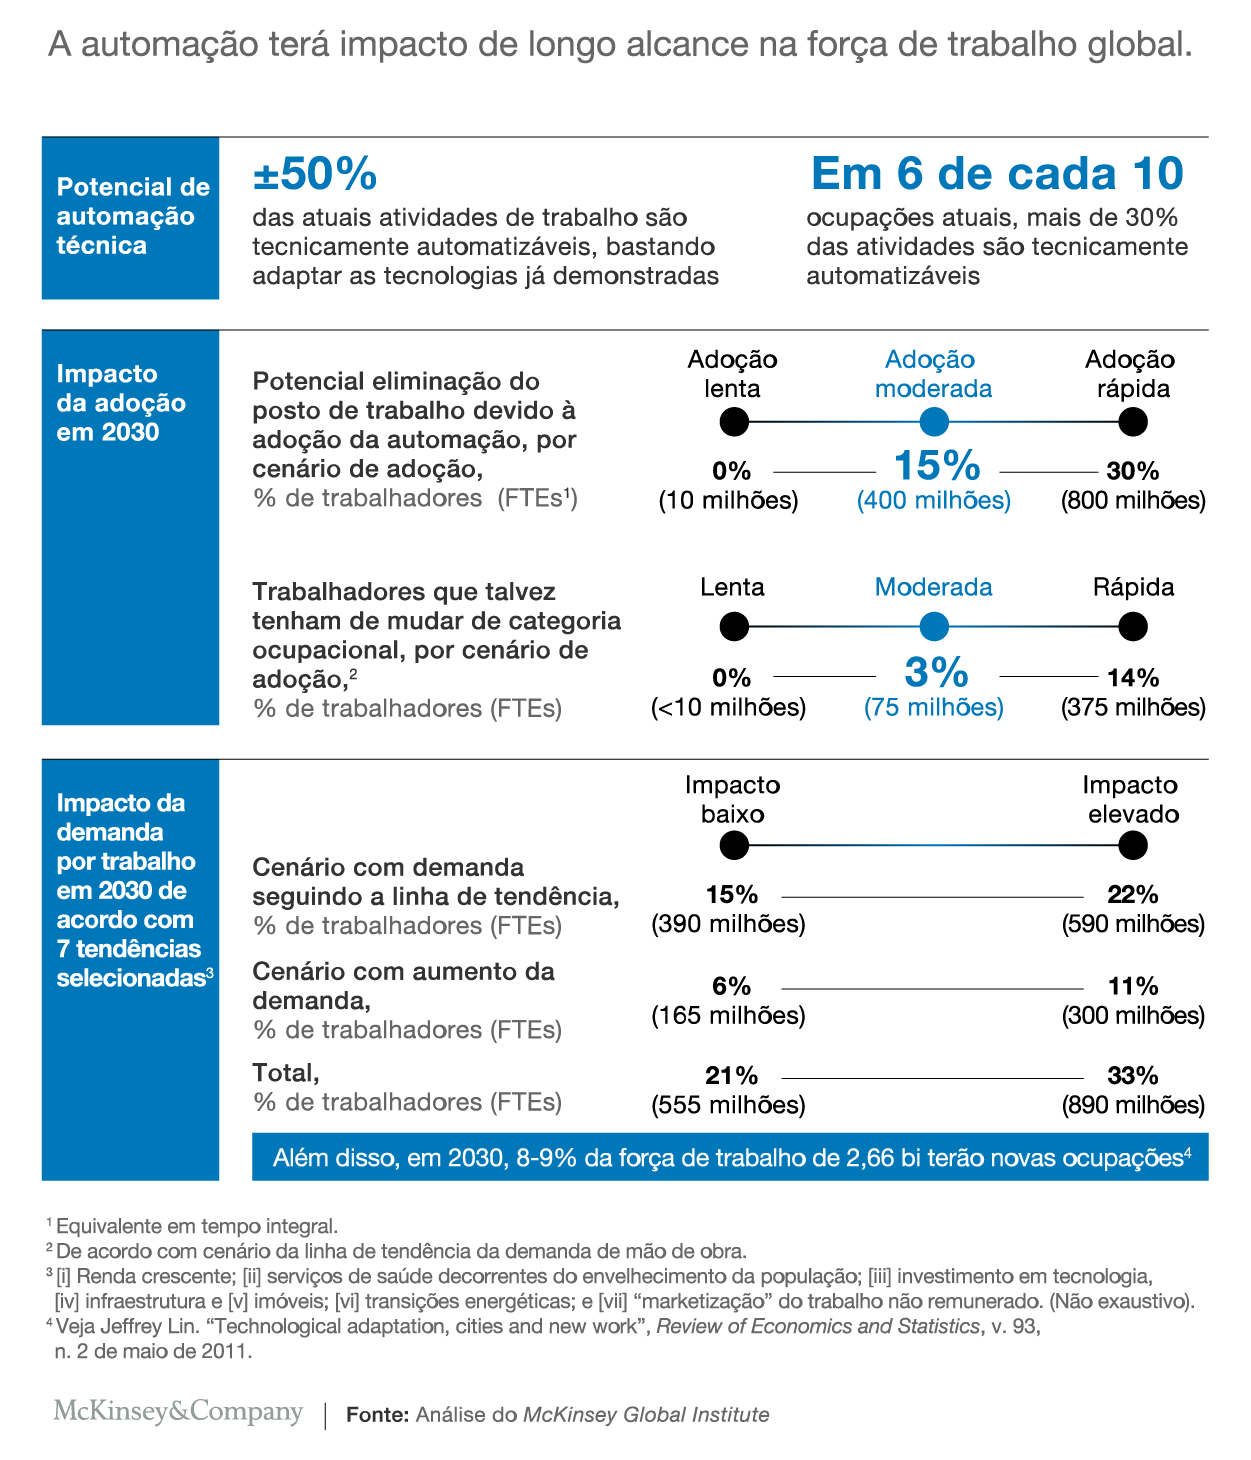 A automação terá impacto de longo alcance na força de trabalho global.
Potencial de
automação
técnica
±50%
das atuais atividades de trabalho são
tecnicamente automatizáveis, bastando
adaptar as tecnologias já demonstradas
Em 6 de cada 10
ocupações atuais, mais de 30%
das atividades são tecnicamente
automatizáveis
Impacto
da adoção
em 2030
Potencial eliminação do
posto de trabalho devido à
adoção da automação, por
cenário de adoção,
% de trabalhadores (FTEs¹)
Adoção
lenta
Adoção
moderada
Adoção
rápida
0%
15%
30%
(10 milhões)
(400 milhões)
(800 milhões)
Trabalhadores que talvez
tenham de mudar de categoria
ocupacional, por cenário de
adoção,²
% de trabalhadores (FTEs)
Lenta
Moderada
Rápida
0%
3%
14%
(<10 milhões)
(75 milhões)
(375 milhões)
Impacto da
demanda
por trabalho
em 2030 de
acordo com
7 tendências
selecionadas³
Impacto
baixo
Impacto
elevado
Cenário com demanda
seguindo a linha de tendência,
% de trabalhadores (FTEs)
15%
22%
(390 milhões)
(590 milhões)
Cenário com aumento da
demanda,
% de trabalhadores (FTEs)
6%
11%
(165 milhões)
(300 milhões)
Total,
% de trabalhadores (FTEs)
21%
33%
(555 milhões)
(890 milhões)
Além disso, em 2030, 8-9% da força de trabalho de 2,66 bi terão novas ocupações⁴
¹ Equivalente em tempo integral.
² De acordo com cenário da linha de tendência da demanda de mão de obra.
³ [i] Renda crescente; [ii] serviços de saúde decorrentes do envelhecimento da população; [iii] investimento em tecnologia,
[iv] infraestrutura e [v] imóveis; [vi] transições energéticas; e [vii] “marketização” do trabalho não remunerado. (Não exaustivo).
⁴ Veja Jeffrey Lin. “Technological adaptation, cities and new work”, Review of Economics and Statistics, v. 93,
n. 2 de maio de 2011.
McKinsey&Company | Fonte: Análise do McKinsey Global Institute